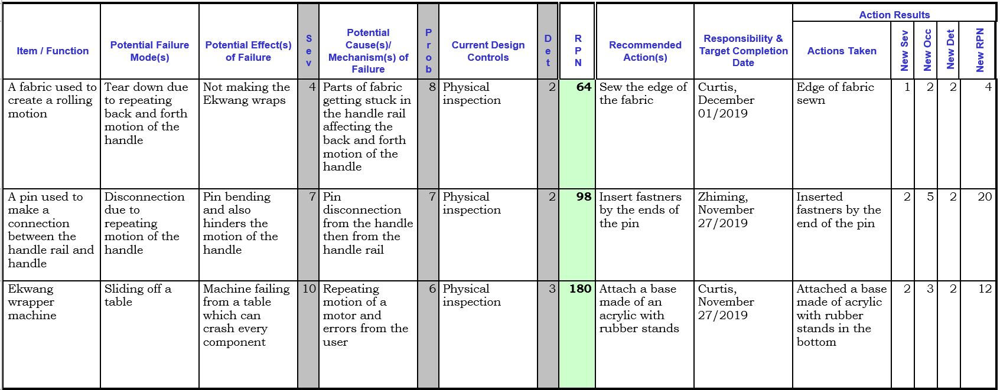 Action Results
Item / Function
Potential Failure
Mode(s)
Potential Effect(s)
of Failure
S
e
v
Potential
Cause(s)/
Mechanism(s) of
Failure
P
r
o
b
Current Design
Controls
D
e
t
R
P
N
Recommended
Action(s)
Responsibility &
Target Completion
Date
Actions Taken
New Sev
New Occ
New Det
New RPN
A fabric used to
create a rolling
motion
Tear down due
to repeating
back and forth
motion of the
handle
Not making the
Ekwang wraps
4
Parts of fabric
getting stuck in
the handle rail
affecting the
back and forth
motion of the
handle
8
Physical
inspection
2
64
Sew the edge of
the fabric
Curtis,
December
01/2019
Edge of fabric
sewn
1
2
2
4
A pin used to
make a
connection
between the
handle rail and
handle
Disconnection
due to
repeating
motion of the
handle
Pin bending
and also
hinders the
motion of the
handle
7
Pin
disconnection
from the handle
then from the
handle rail
7
Physical
inspection
2
98
Insert fastners
by the ends of
the pin
Zhiming,
November
27/2019
Inserted
fastners by the
end of the pin
2
5
2
20
Ekwang
wrapper
machine
Sliding off a
table
Machine failing
from a table
which can
crash every
component
10
Repeating
motion of a
motor and
errors from the
user
6
Physical
inspection
3
180
Attach a base
made of an
acrylic with
rubber stands
Curtis,
November
27/2019
Attached a base
made of acrylic
with rubber
stands in the
bottom
2
3
2
12